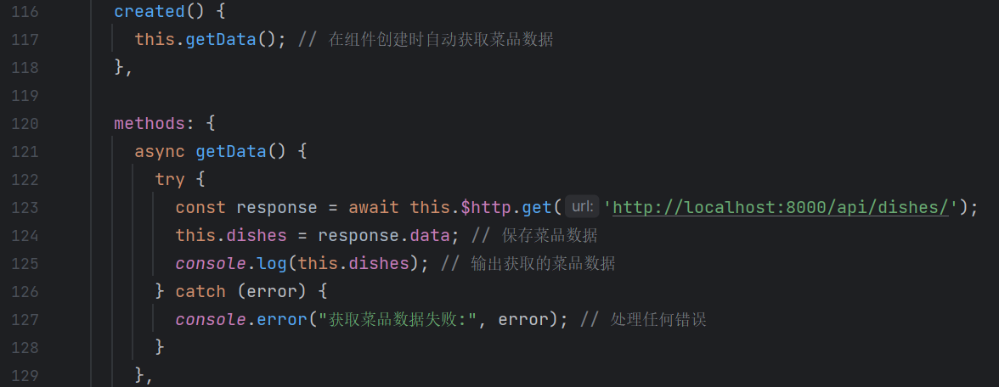 116 created() {
117 this.getData(); // 在组件创建时自动获取菜品数据
118 },
119
120 methods: {
121 async getData() {
122 try {
123 const response = await this.$http.get( url: 'http://localhost:8000/api/dishes/');
124 this.dishes = response.data; // 保存菜品数据
125 console.log(this.dishes); // 输出获取的菜品数据
126 } catch (error) {
127 console.error("获取菜品数据失败:", error); // 处理任何错误
128 }
129 },